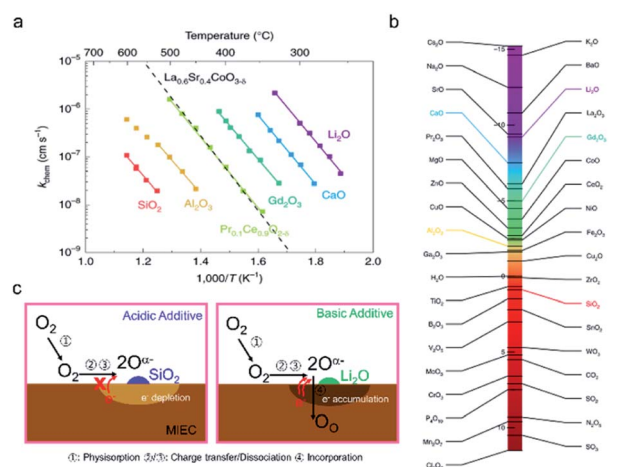 a
Temperature (°C)
700 600 500 400 300
La0.6Sr0.4CoO3-δ
10⁻⁵
10⁻⁶
10⁻⁷
10⁻⁸
10⁻⁹
kchem (cm s⁻¹)
Li2O
CaO
Gd2O3
Al2O3
SiO2
Pr0.1Ce0.9O2-δ
1.0 1.2 1.4 1.6 1.8 2.0
1,000/T (K⁻¹)
b
Cs2O
Na2O
SrO
CaO
Pr2O3
MgO
ZnO
CuO
Al2O3
Ga2O3
H2O
TiO2
B2O3
V2O5
MoO3
CrO3
P4O10
Mn2O7
Cl2O7
-15
-10
-5
0
5
10
K2O
BaO
Li2O
La2O3
Gd2O3
CoO
CeO2
NiO
Fe2O3
Cu2O
ZrO2
SiO2
SnO2
WO3
CO2
SO2
N2O5
SO3
c
Acidic Additive
O2
①
②③
2Oα-
O2
SiO2
e⁻ depletion
MIEC
Basic Additive
O2
①
②③
2Oα-
O2
Li2O
④
e⁻ accumulation
OO
①: Physisorption ②/③: Charge transfer/Dissociation ④: Incorporation